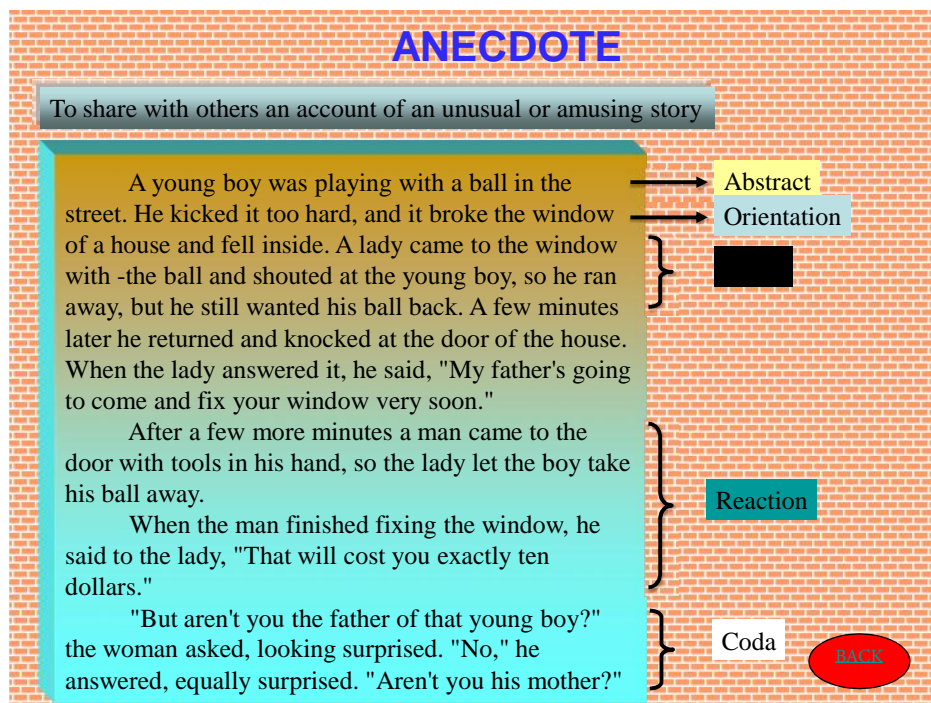 ANECDOTE
To share with others an account of an unusual or amusing story
A young boy was playing with a ball in the
street. He kicked it too hard, and it broke the window
of a house and fell inside. A lady came to the window
with -the ball and shouted at the young boy, so he ran
away, but he still wanted his ball back. A few minutes
later he returned and knocked at the door of the house.
When the lady answered it, he said, "My father's going
to come and fix your window very soon."
After a few more minutes a man came to the
door with tools in his hand, so the lady let the boy take
his ball away.
When the man finished fixing the window, he
said to the lady, "That will cost you exactly ten
dollars."
"But aren't you the father of that young boy?"
the woman asked, looking surprised. "No," he
answered, equally surprised. "Aren't you his mother?"
Abstract
Orientation
Reaction
Coda
BACK